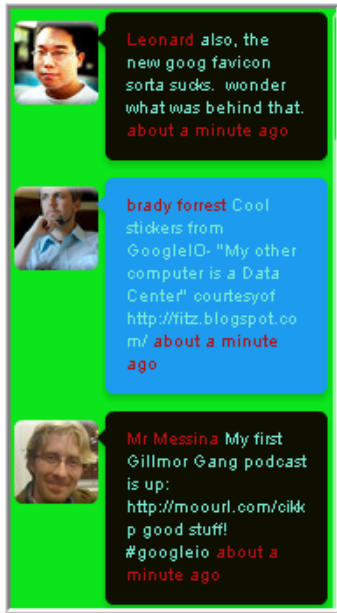 Leonard also, the
new goog favicon
sorta sucks. wonder
what was behind that.
about a minute ago
brady forrest Cool
stickers from
GoogleIO- "My other
computer is a Data
Center" courtesyof
http://fitz.blogspot.co
m/ about a minute
ago
Mr Messina My first
Gillmor Gang podcast
is up:
http://moourl.com/cikk
p good stuff!
#googleio about a
minute ago